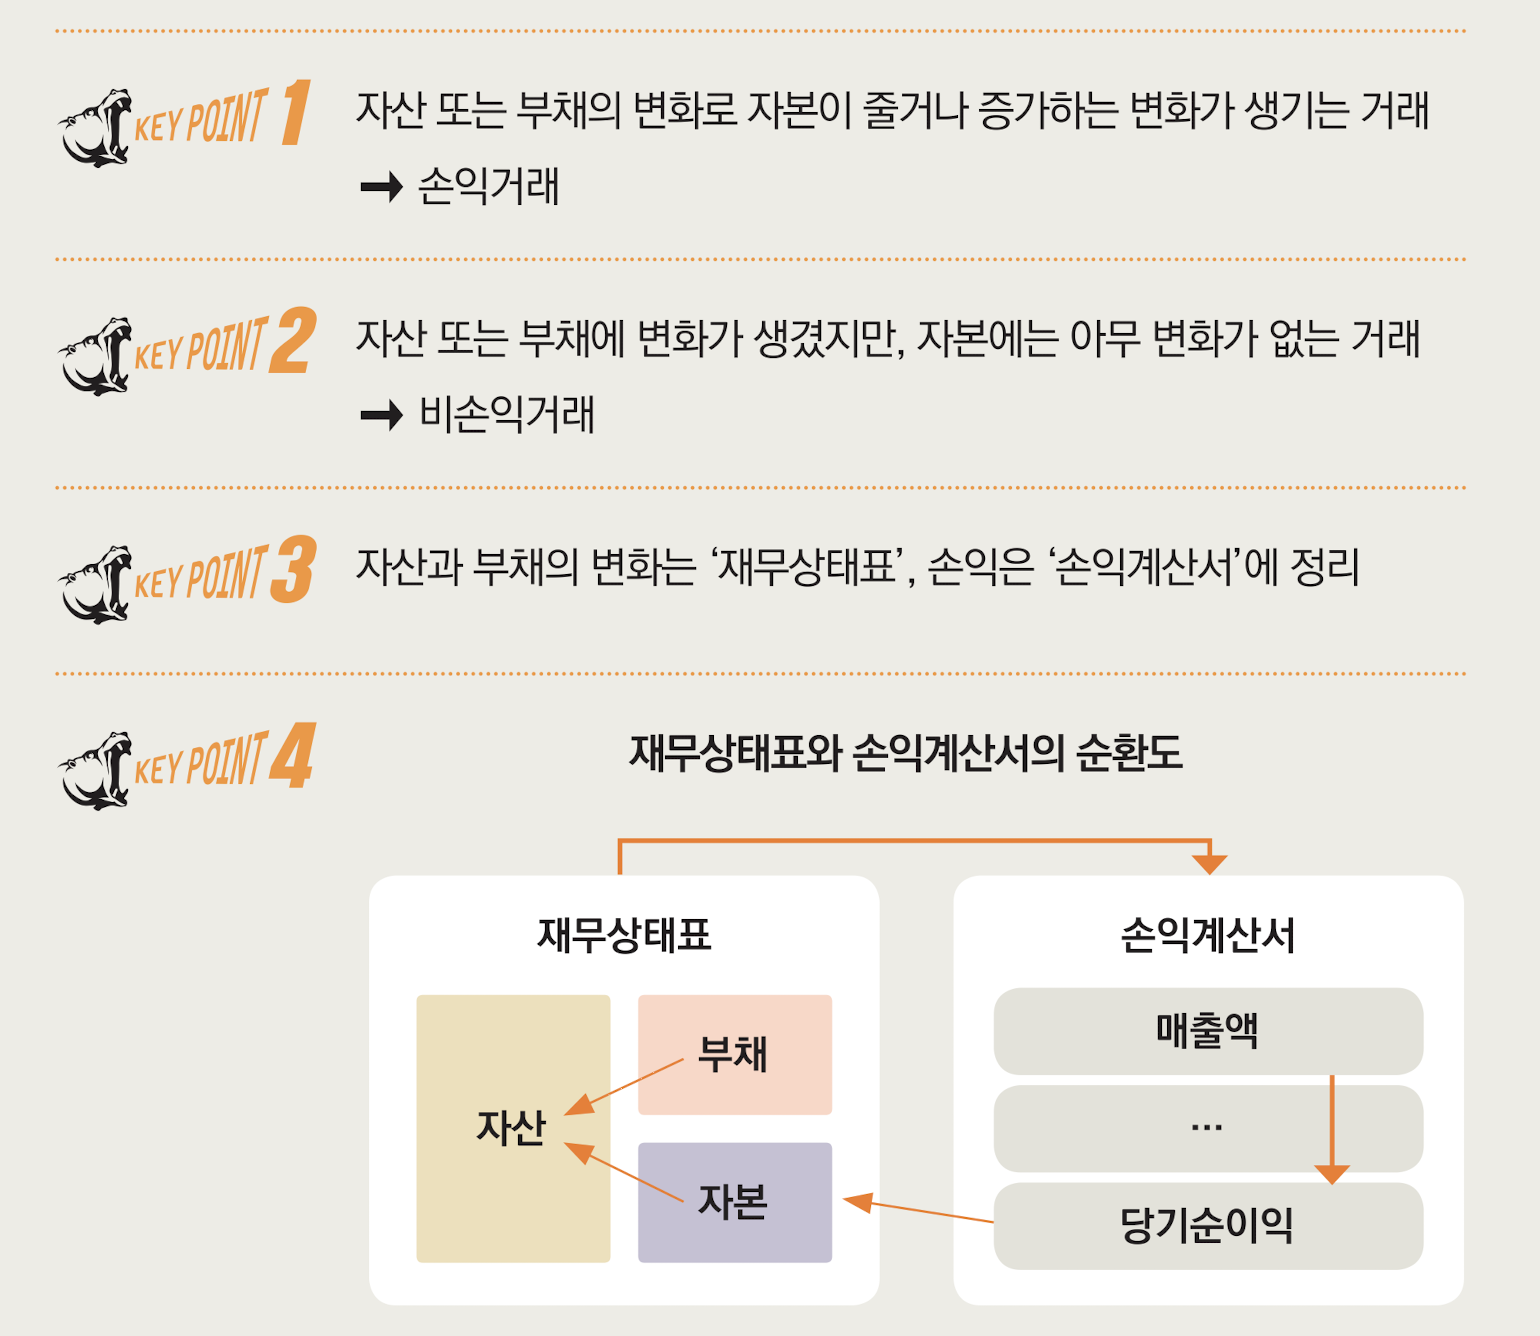 KEY POINT 1
자산 또는 부채의 변화로 자본이 줄거나 증가하는 변화가 생기는 거래
➡ 손익거래
KEY POINT 2
자산 또는 부채에 변화가 생겼지만, 자본에는 아무 변화가 없는 거래
➡ 비손익거래
KEY POINT 3
자산과 부채의 변화는 ‘재무상태표’, 손익은 ‘손익계산서’에 정리
KEY POINT 4
재무상태표와 손익계산서의 순환도
재무상태표
자산
부채
자본
손익계산서
매출액
...
당기순이익